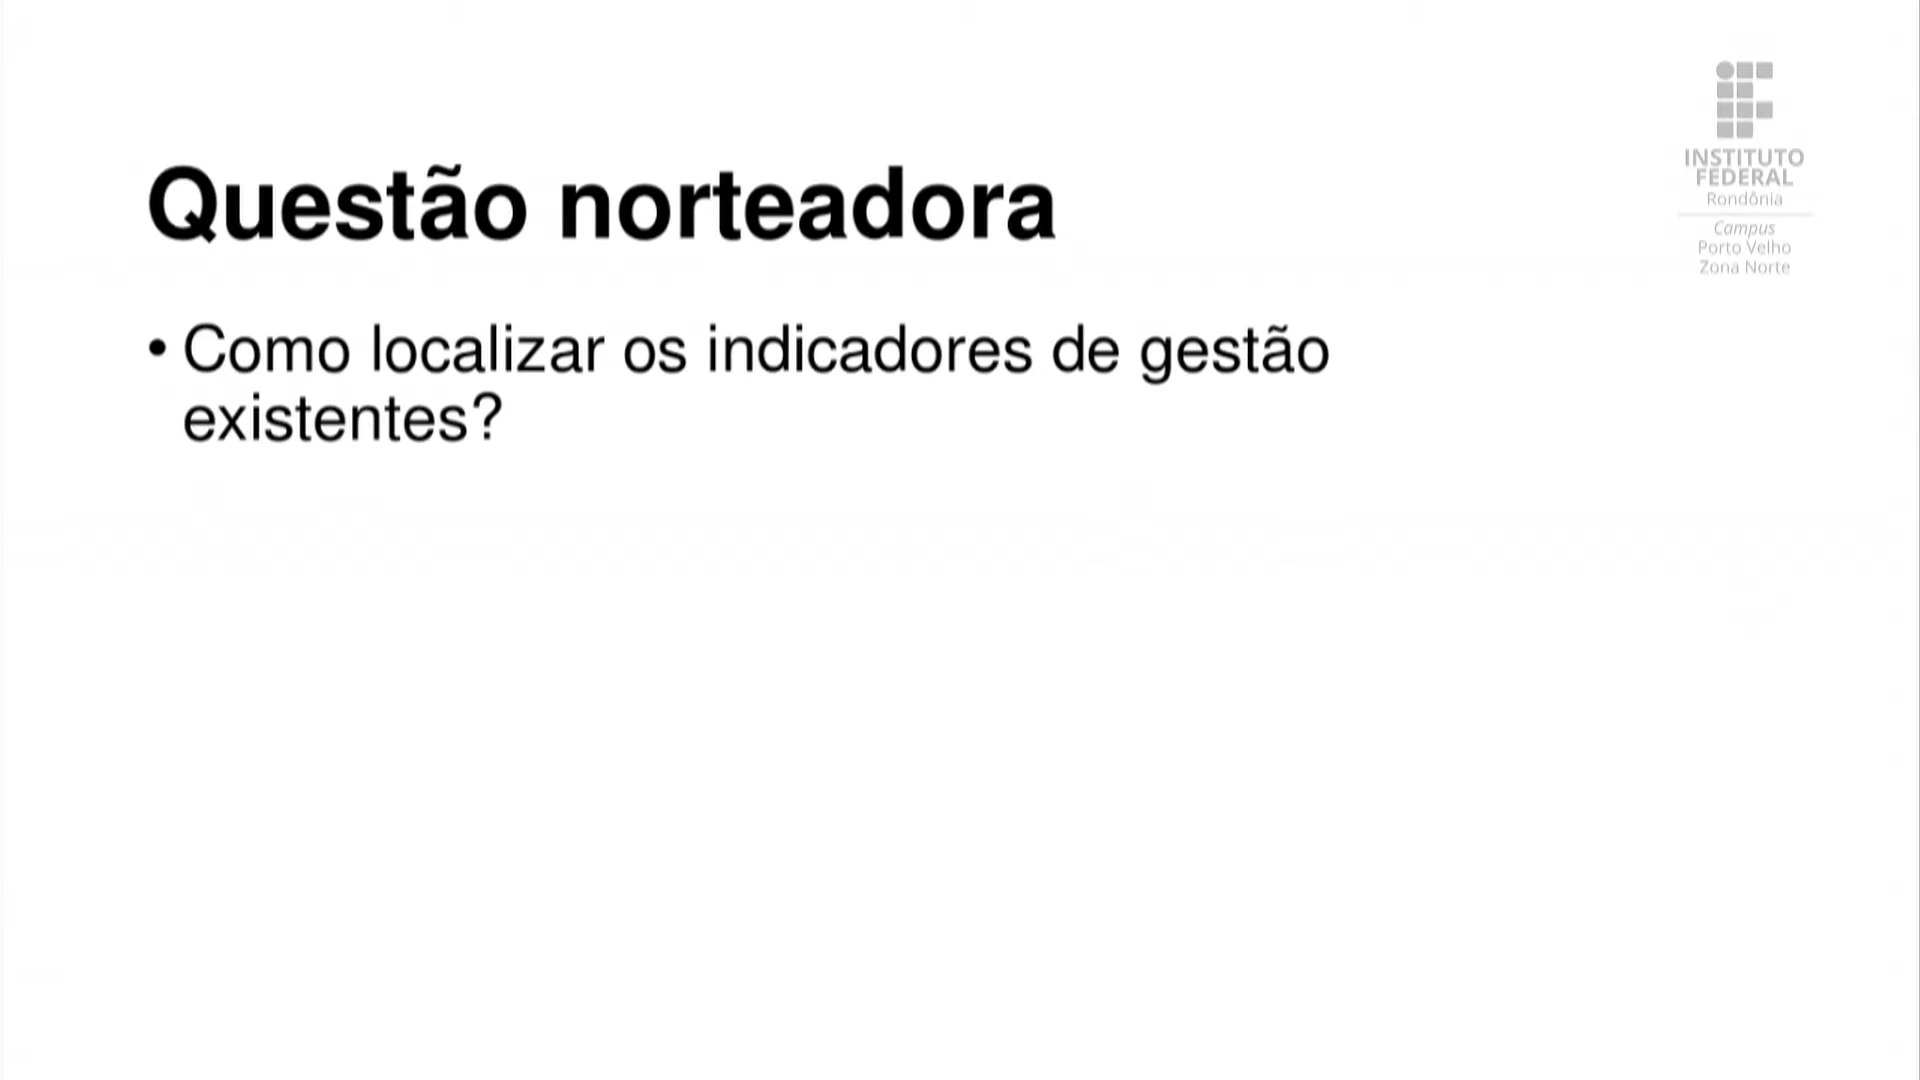 Questão norteadora
• Como localizar os indicadores de gestão
existentes?
INSTITUTO
FEDERAL
Rondônia
Campus
Porto Velho
Zona Norte